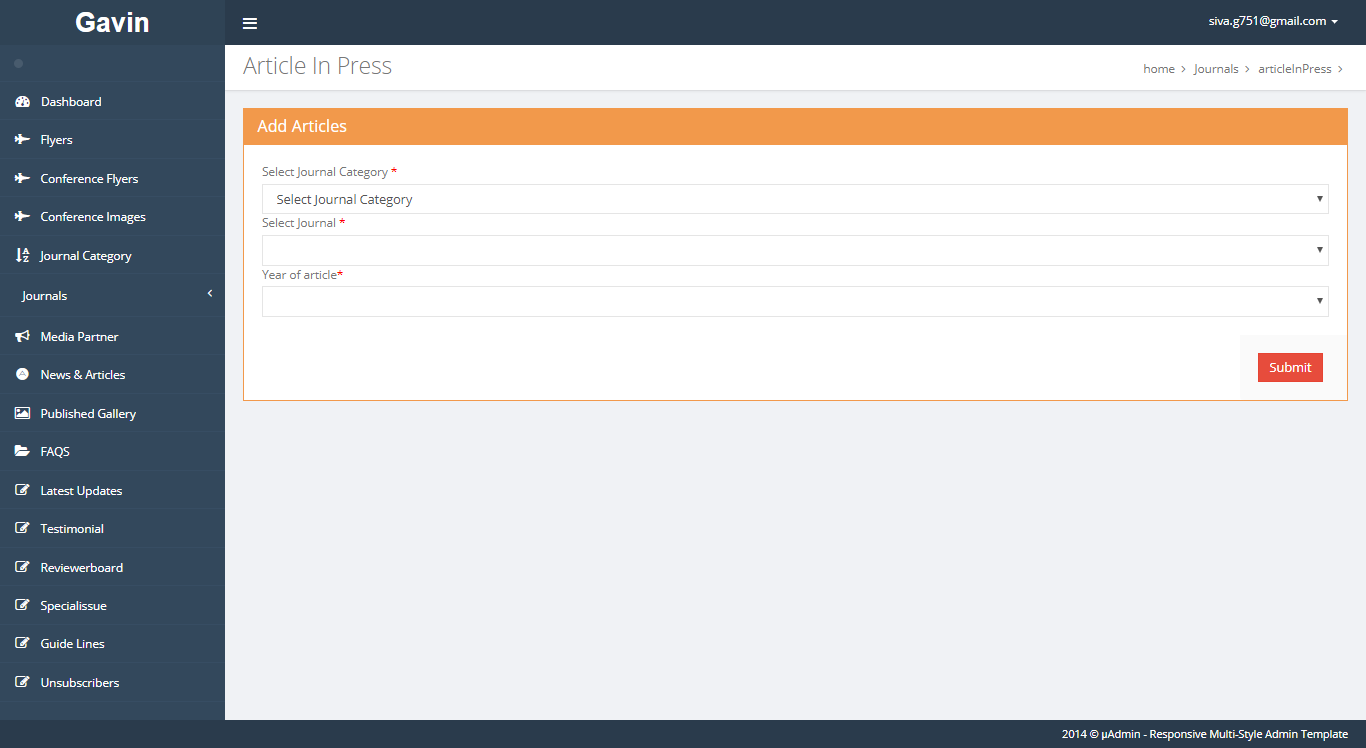 Gavin
siva.g751@gmail.com
Article In Press
home > Journals > articleInPress >
Dashboard
Flyers
Conference Flyers
Conference Images
Journal Category
Journals
Media Partner
News & Articles
Published Gallery
FAQS
Latest Updates
Testimonial
Reviewerboard
Specialissue
Guide Lines
Unsubscribers
Add Articles
Select Journal Category *
Select Journal Category
Select Journal *
Year of article*
Submit
2014 © µAdmin - Responsive Multi-Style Admin Template